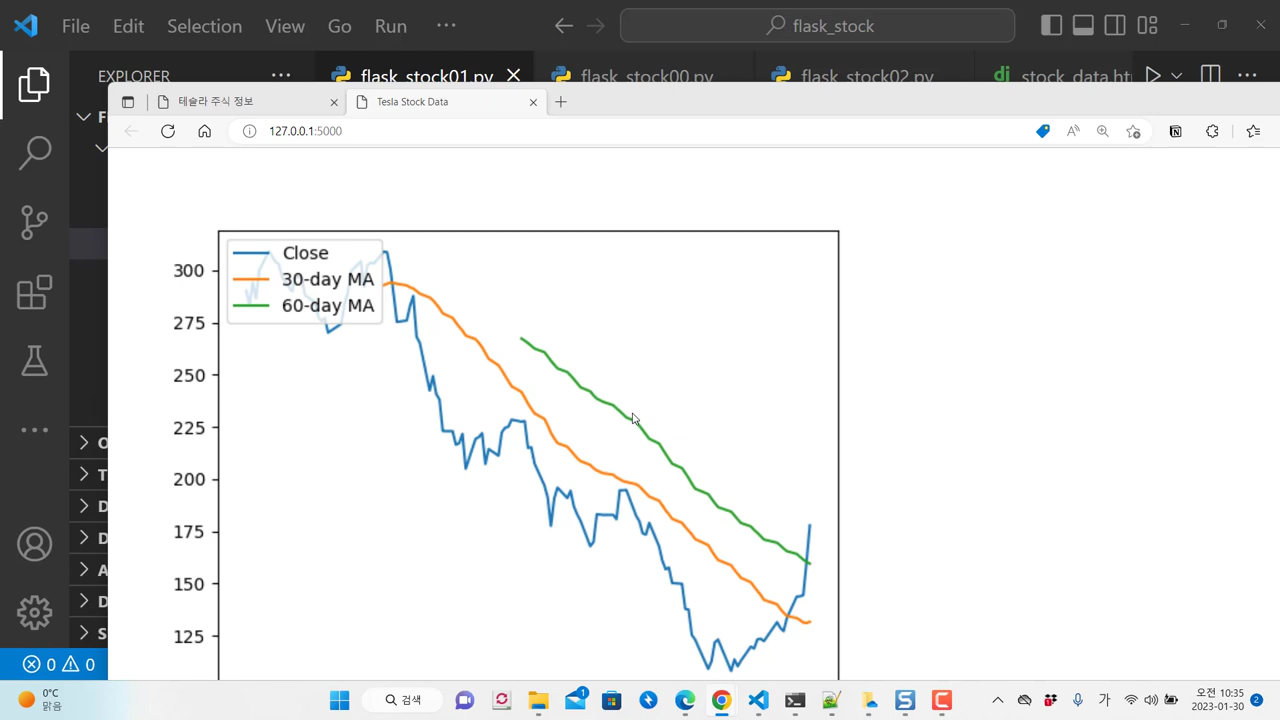 File Edit Selection View Go Run ··· flask_stock
EXPLORER ··· flask_stock01.py flask_stock00.py flask_stock02.py stock_data.ht ···
F
테슬라 주식 정보 Tesla Stock Data
127.0.0.1:5000
Close
30-day MA
60-day MA
300
275
250
225
200
175
150
125
O
T
D
D
A
D
S
0 0
0°C
맑음
검색
1
가
오전 10:35
2023-01-30
2